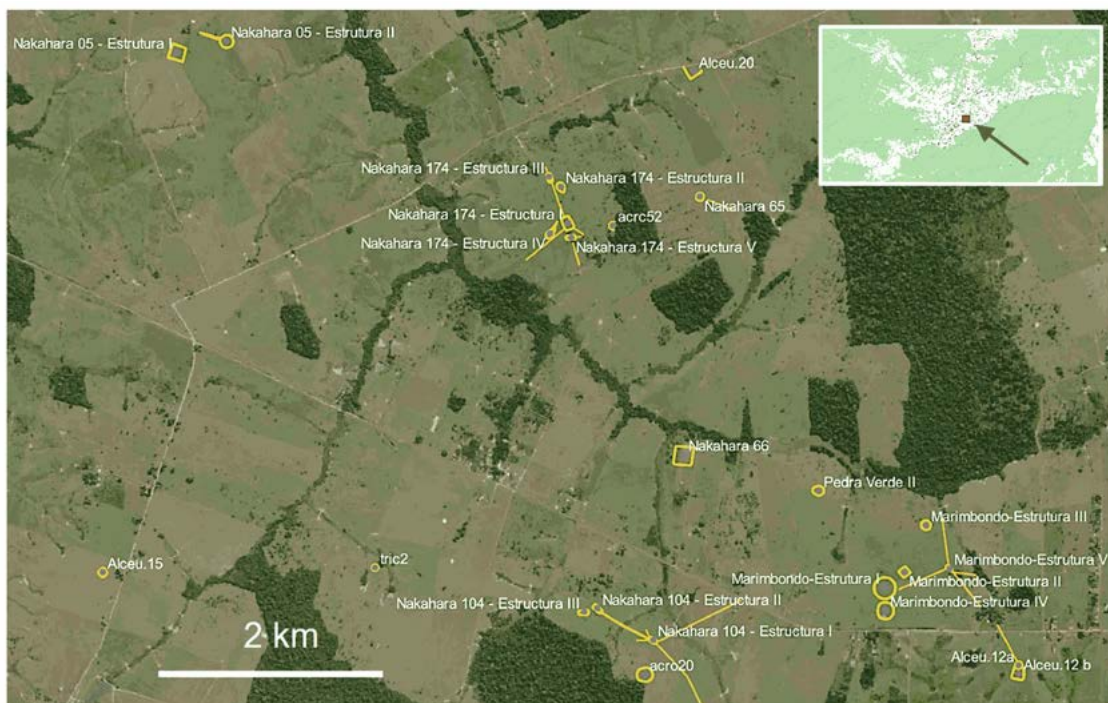 Nakahara 05 - Estrutura I
Nakahara 05 - Estrutura II
Alceu.20
Nakahara 174 - Estructura III
Nakahara 174 - Estructura II
Nakahara 65
Nakahara 174 - Estructura I
acrc52
Nakahara 174 - Estructura IV
Nakahara 174 - Estructura V
Nakahara 66
Pedra Verde II
Marimbondo-Estrutura III
Alceu.15
tric2
Marimbondo-Estrutura V
Marimbondo-Estrutura I
Marimbondo-Estrutura II
Marimbondo-Estrutura IV
Nakahara 104 - Estructura III
Nakahara 104 - Estructura II
Nakahara 104 - Estructura I
2 km
acro20
Alceu.12a
Alceu.12 b